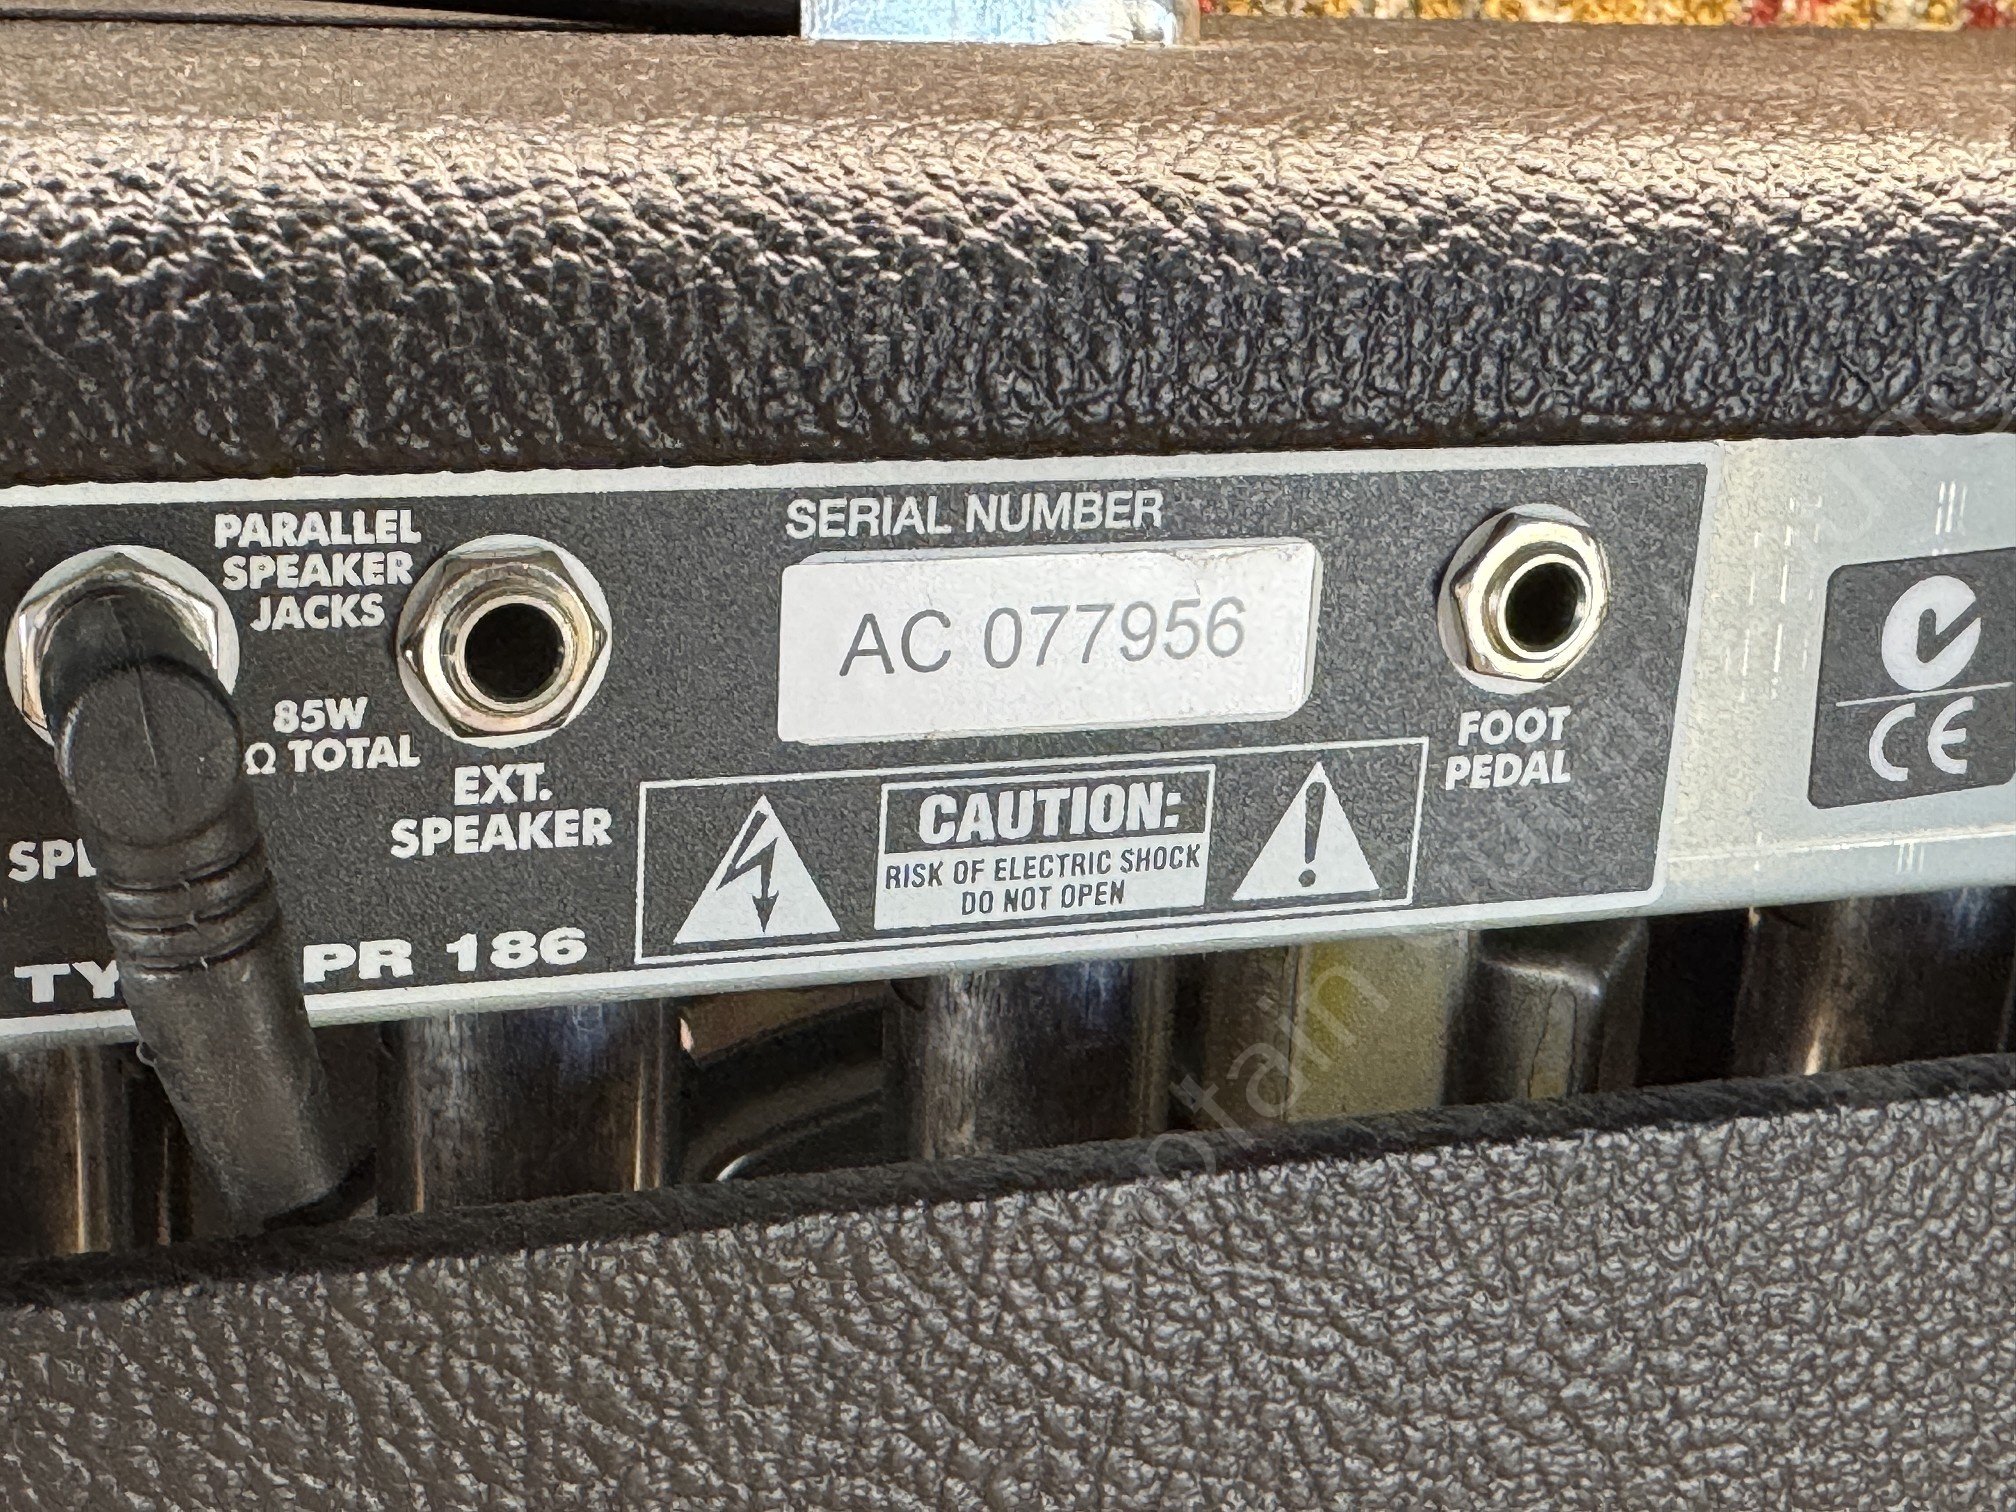 PARALLEL
SPEAKER
JACKS
85W
Ω TOTAL
EXT.
SPEAKER
SERIAL NUMBER
AC 077956
CAUTION:
RISK OF ELECTRIC SHOCK
DO NOT OPEN
FOOT
PEDAL
PR 186
CE